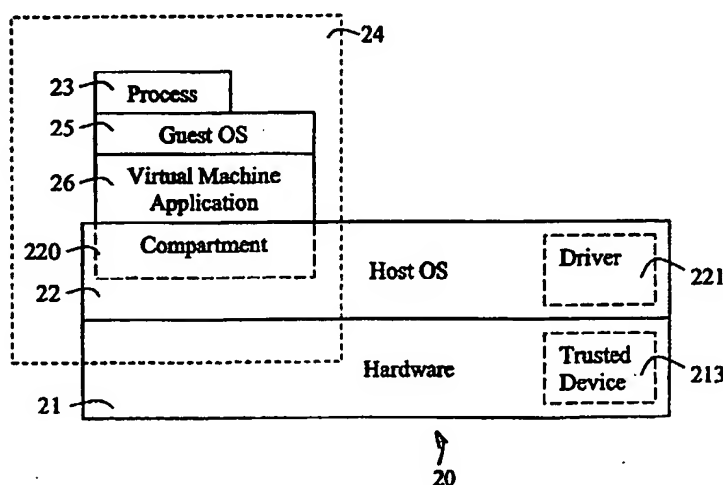 24
23
Process
25
Guest OS
26
Virtual Machine
Application
220
Compartment
22
Host OS
Driver
221
Hardware
Trusted
Device
213
21
20